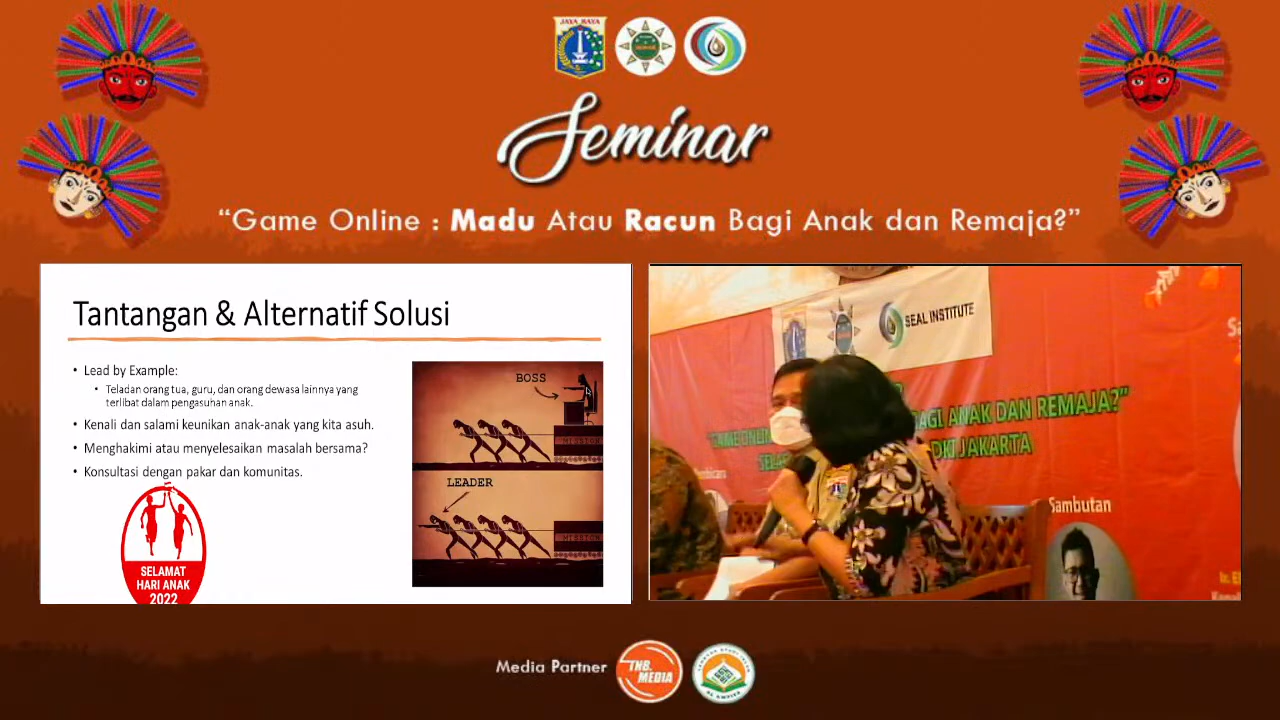 JAYA RAYA
Seminar
“Game Online : Madu Atau Racun Bagi Anak dan Remaja?”
Tantangan & Alternatif Solusi
• Lead by Example:
• Teladan orang tua, guru, dan orang dewasa lainnya yang
terlibat dalam pengasuhan anak.
• Kenali dan salami keunikan anak-anak yang kita asuh.
• Menghakimi atau menyelesaikan masalah bersama?
• Konsultasi dengan pakar dan komunitas.
SELAMAT
HARI ANAK
2022
BOSS
MISSION
LEADER
MISSION
SEAL INSTITUTE
BAGI ANAK DAN REMAJA?”
DKI JAKARTA
Sambutan
Media Partner
TNB.
MEDIA